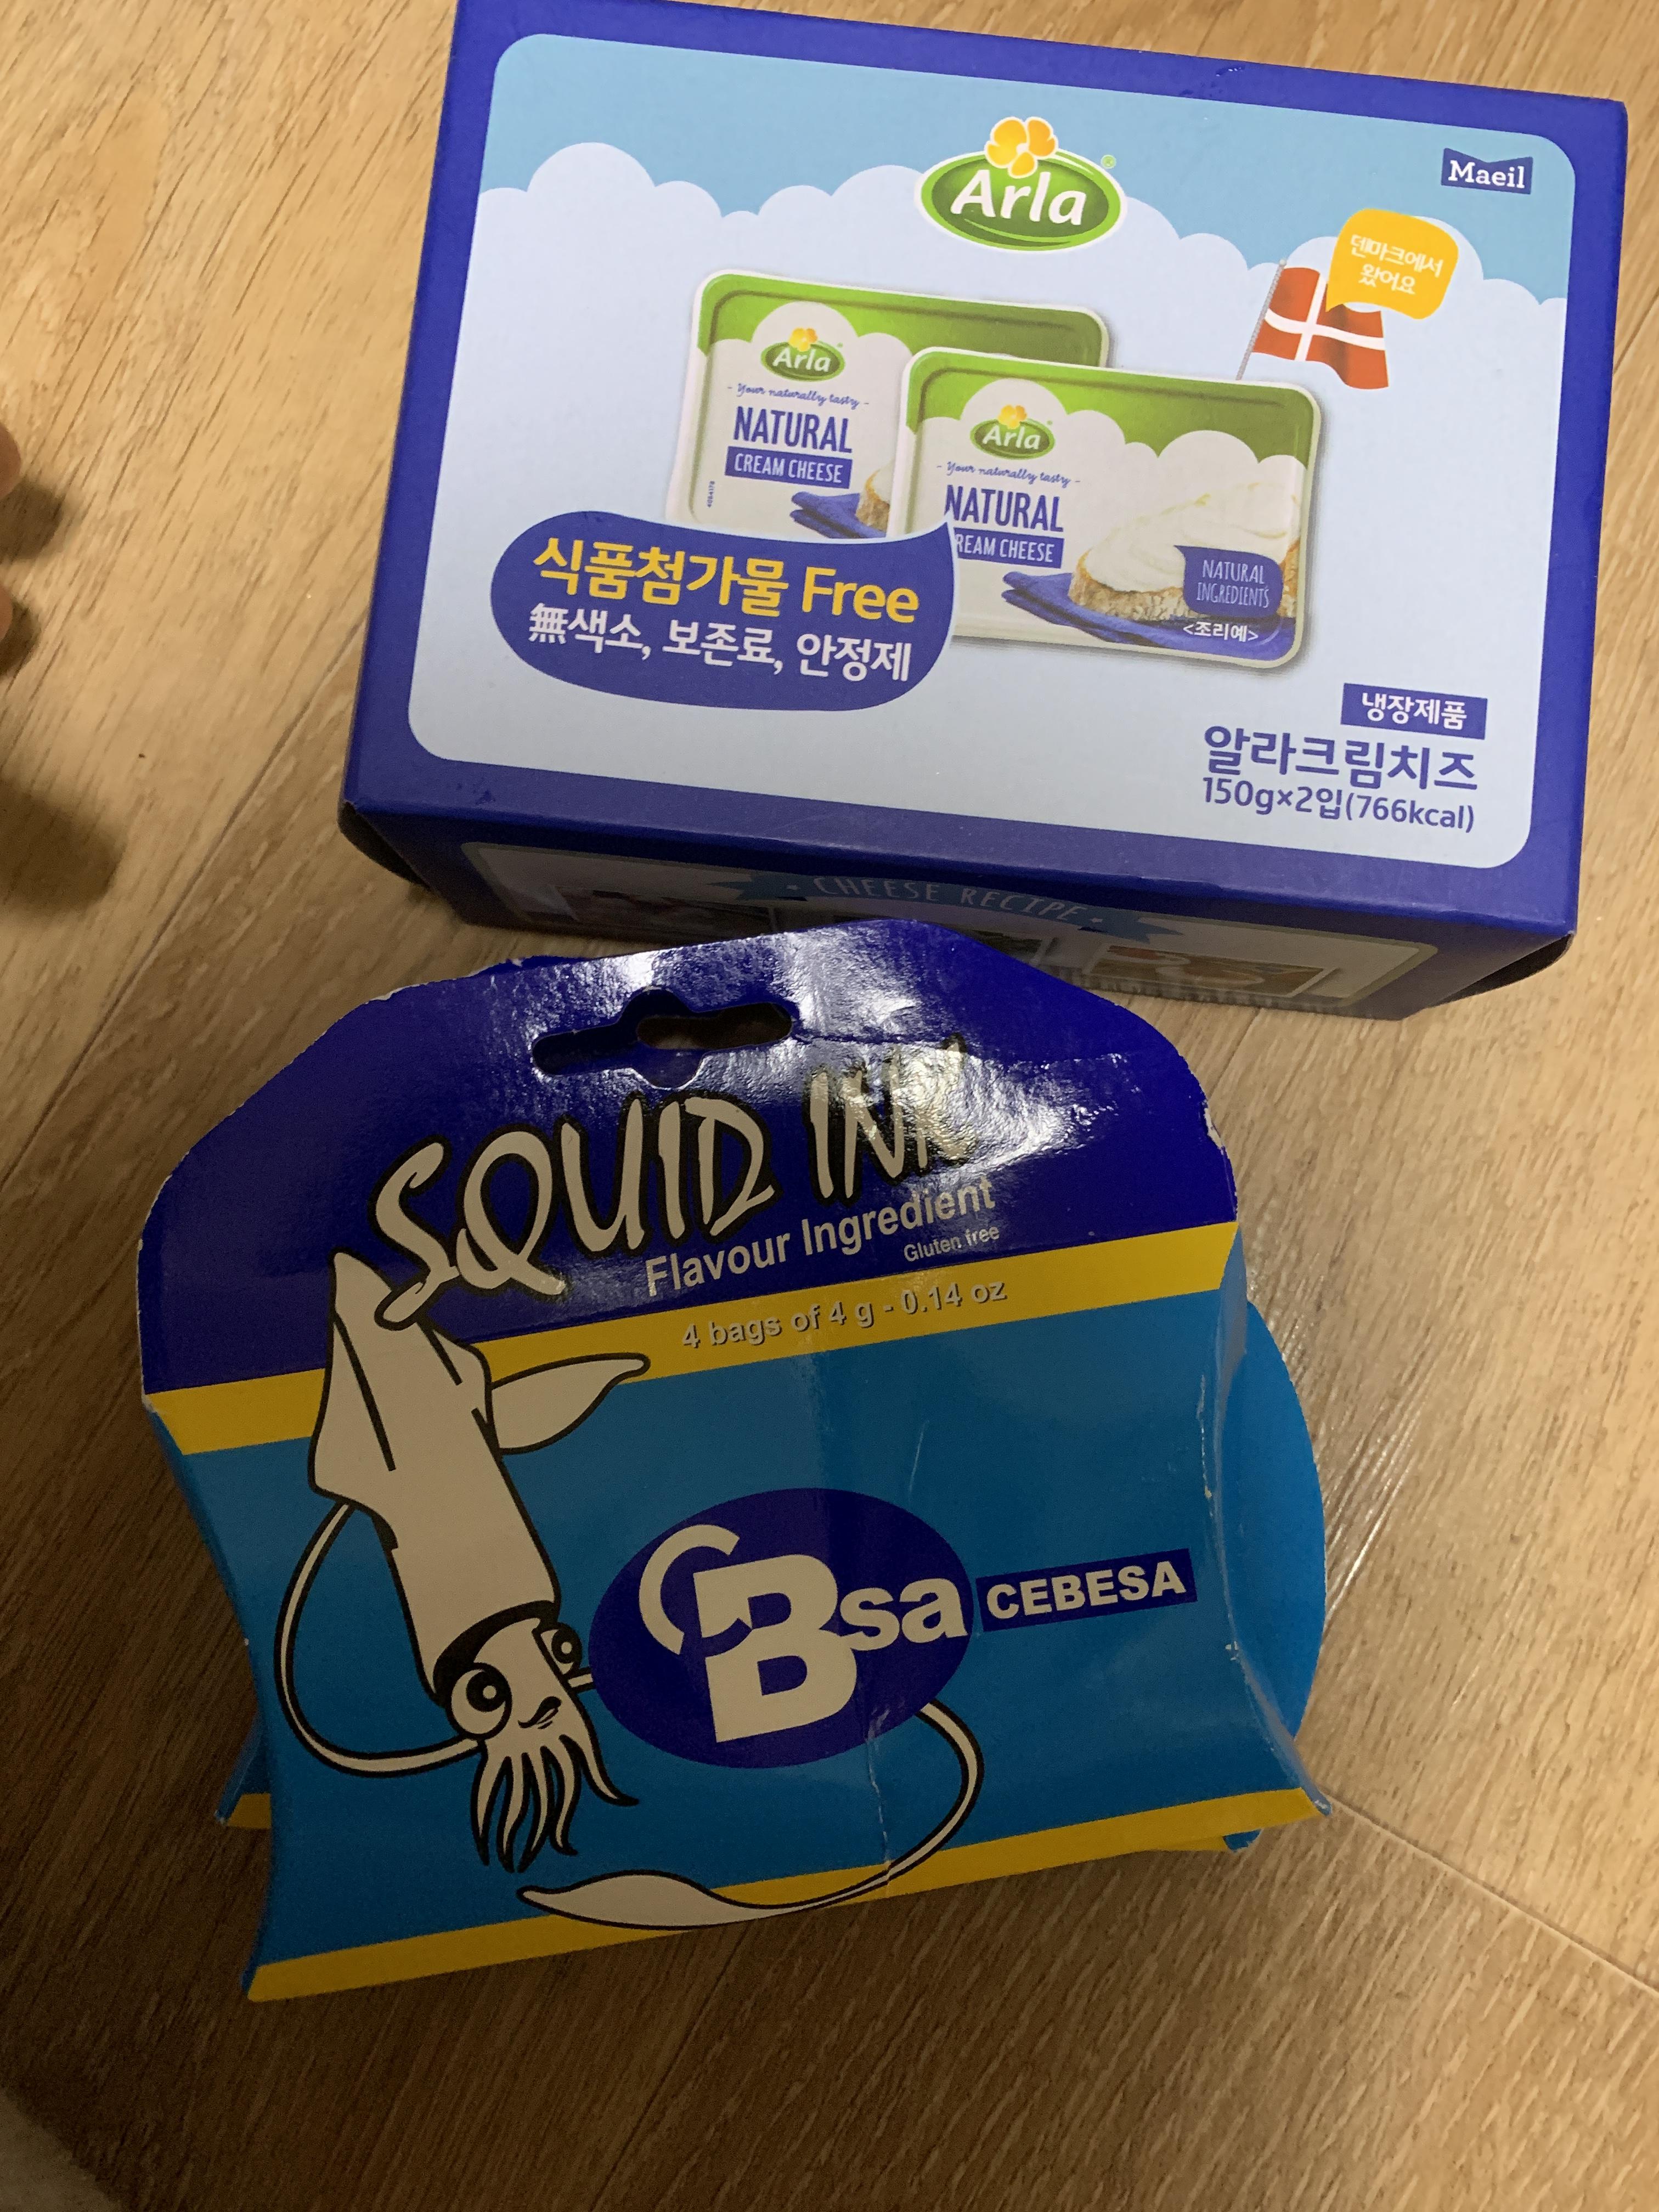 Arla
Maeil
덴마크에서
왔어요
Arla
Your naturally tasty
NATURAL
CREAM CHEESE
Arla
Your naturally tasty
NATURAL
CREAM CHEESE
NATURAL
INGREDIENTS
<조리예>
식품첨가물 Free
無색소, 보존료, 안정제
냉장제품
알라크림치즈
150g×2입(766kcal)
CHEESE RECIPE
SQUID INK
Flavour Ingredient
Gluten free
4 bags of 4 g - 0.14 oz
CBsa CEBESA